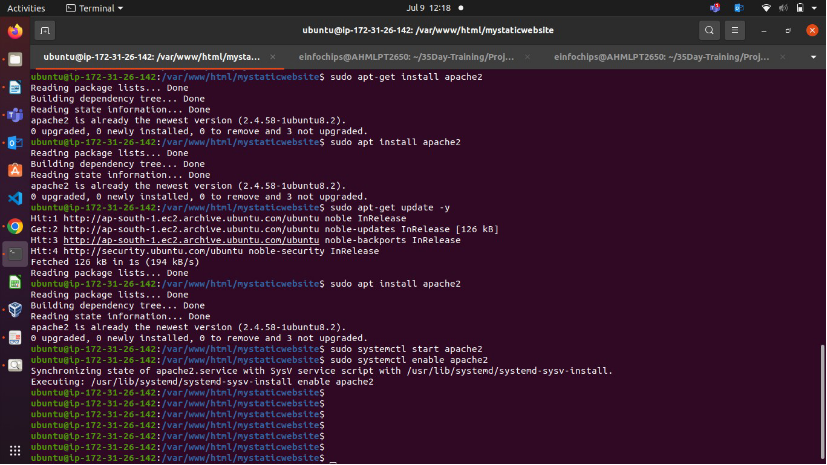 Activities
Terminal
Jul 9 12:18
ubuntu@ip-172-31-26-142: /var/www/html/mystaticwebsite
ubuntu@ip-172-31-26-142: /var/www/html/mysta...
einfochips@AHMLPT2650: ~/35Day-Training/Proj...
einfochips@AHMLPT2650: ~/35Day-Training/Proj...
ubuntu@ip-172-31-26-142:/var/www/html/mystaticwebsite$ sudo apt-get install apache2
Reading package lists... Done
Building dependency tree... Done
Reading state information... Done
apache2 is already the newest version (2.4.58-1ubuntu8.2).
0 upgraded, 0 newly installed, 0 to remove and 3 not upgraded.
ubuntu@ip-172-31-26-142:/var/www/html/mystaticwebsite$ sudo apt install apache2
Reading package lists... Done
Building dependency tree... Done
Reading state information... Done
apache2 is already the newest version (2.4.58-1ubuntu8.2).
0 upgraded, 0 newly installed, 0 to remove and 3 not upgraded.
ubuntu@ip-172-31-26-142:/var/www/html/mystaticwebsite$ sudo apt-get update -y
Hit:1 http://ap-south-1.ec2.archive.ubuntu.com/ubuntu noble InRelease
Get:2 http://ap-south-1.ec2.archive.ubuntu.com/ubuntu noble-updates InRelease [126 kB]
Hit:3 http://ap-south-1.ec2.archive.ubuntu.com/ubuntu noble-backports InRelease
Hit:4 http://security.ubuntu.com/ubuntu noble-security InRelease
Fetched 126 kB in 1s (194 kB/s)
Reading package lists... Done
ubuntu@ip-172-31-26-142:/var/www/html/mystaticwebsite$ sudo apt install apache2
Reading package lists... Done
Building dependency tree... Done
Reading state information... Done
apache2 is already the newest version (2.4.58-1ubuntu8.2).
0 upgraded, 0 newly installed, 0 to remove and 3 not upgraded.
ubuntu@ip-172-31-26-142:/var/www/html/mystaticwebsite$ sudo systemctl start apache2
ubuntu@ip-172-31-26-142:/var/www/html/mystaticwebsite$ sudo systemctl enable apache2
Synchronizing state of apache2.service with SysV service script with /usr/lib/systemd/systemd-sysv-install.
Executing: /usr/lib/systemd/systemd-sysv-install enable apache2
ubuntu@ip-172-31-26-142:/var/www/html/mystaticwebsite$
ubuntu@ip-172-31-26-142:/var/www/html/mystaticwebsite$
ubuntu@ip-172-31-26-142:/var/www/html/mystaticwebsite$
ubuntu@ip-172-31-26-142:/var/www/html/mystaticwebsite$
ubuntu@ip-172-31-26-142:/var/www/html/mystaticwebsite$
ubuntu@ip-172-31-26-142:/var/www/html/mystaticwebsite$
ubuntu@ip-172-31-26-142:/var/www/html/mystaticwebsite$